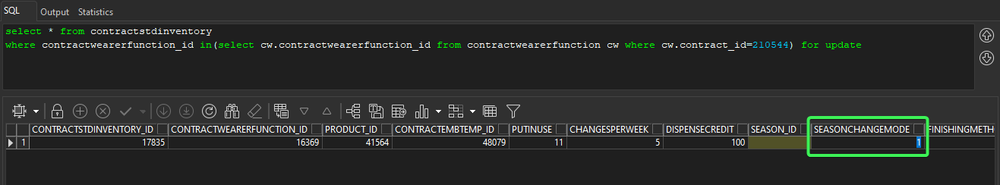 SQL Output Statistics
select * from contractstdinventory
where contractwearerfunction_id in(select cw.contractwearerfunction_id from contractwearerfunction cw where cw.contract_id=210544) for update
CONTRACTSTDINVENTORY_ID CONTRACTWEARERFUNCTION_ID PRODUCT_ID CONTRACTEMBTEMP_ID PUTINUSE CHANGESPERWEEK DISPENSECREDIT SEASON_ID SEASONCHANGEMODE FINISHINGMETH
1 17835 16369 41564 48079 11 5 100 1